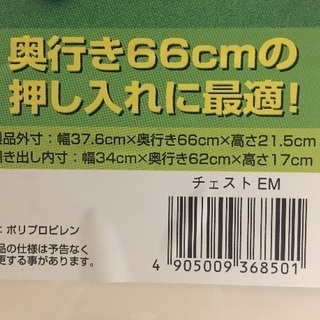 奥行き66cmの
押し入れに最適!
品外寸：幅37.6cm×奥行き66cm×高さ21.5cm
き出し内寸：幅34cm×奥行き62cm×高さ17cm
チェスト EM
：ポリプロピレン
品の仕様は予告なく
更する事があります。
4 905009 368501